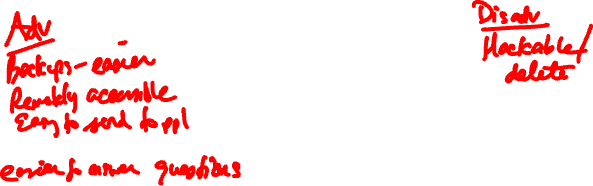 Adv
Backups - easier
Remotely accessible
Easy to send to ppl
easier to answer questions
Disadv
Hackable/
delete